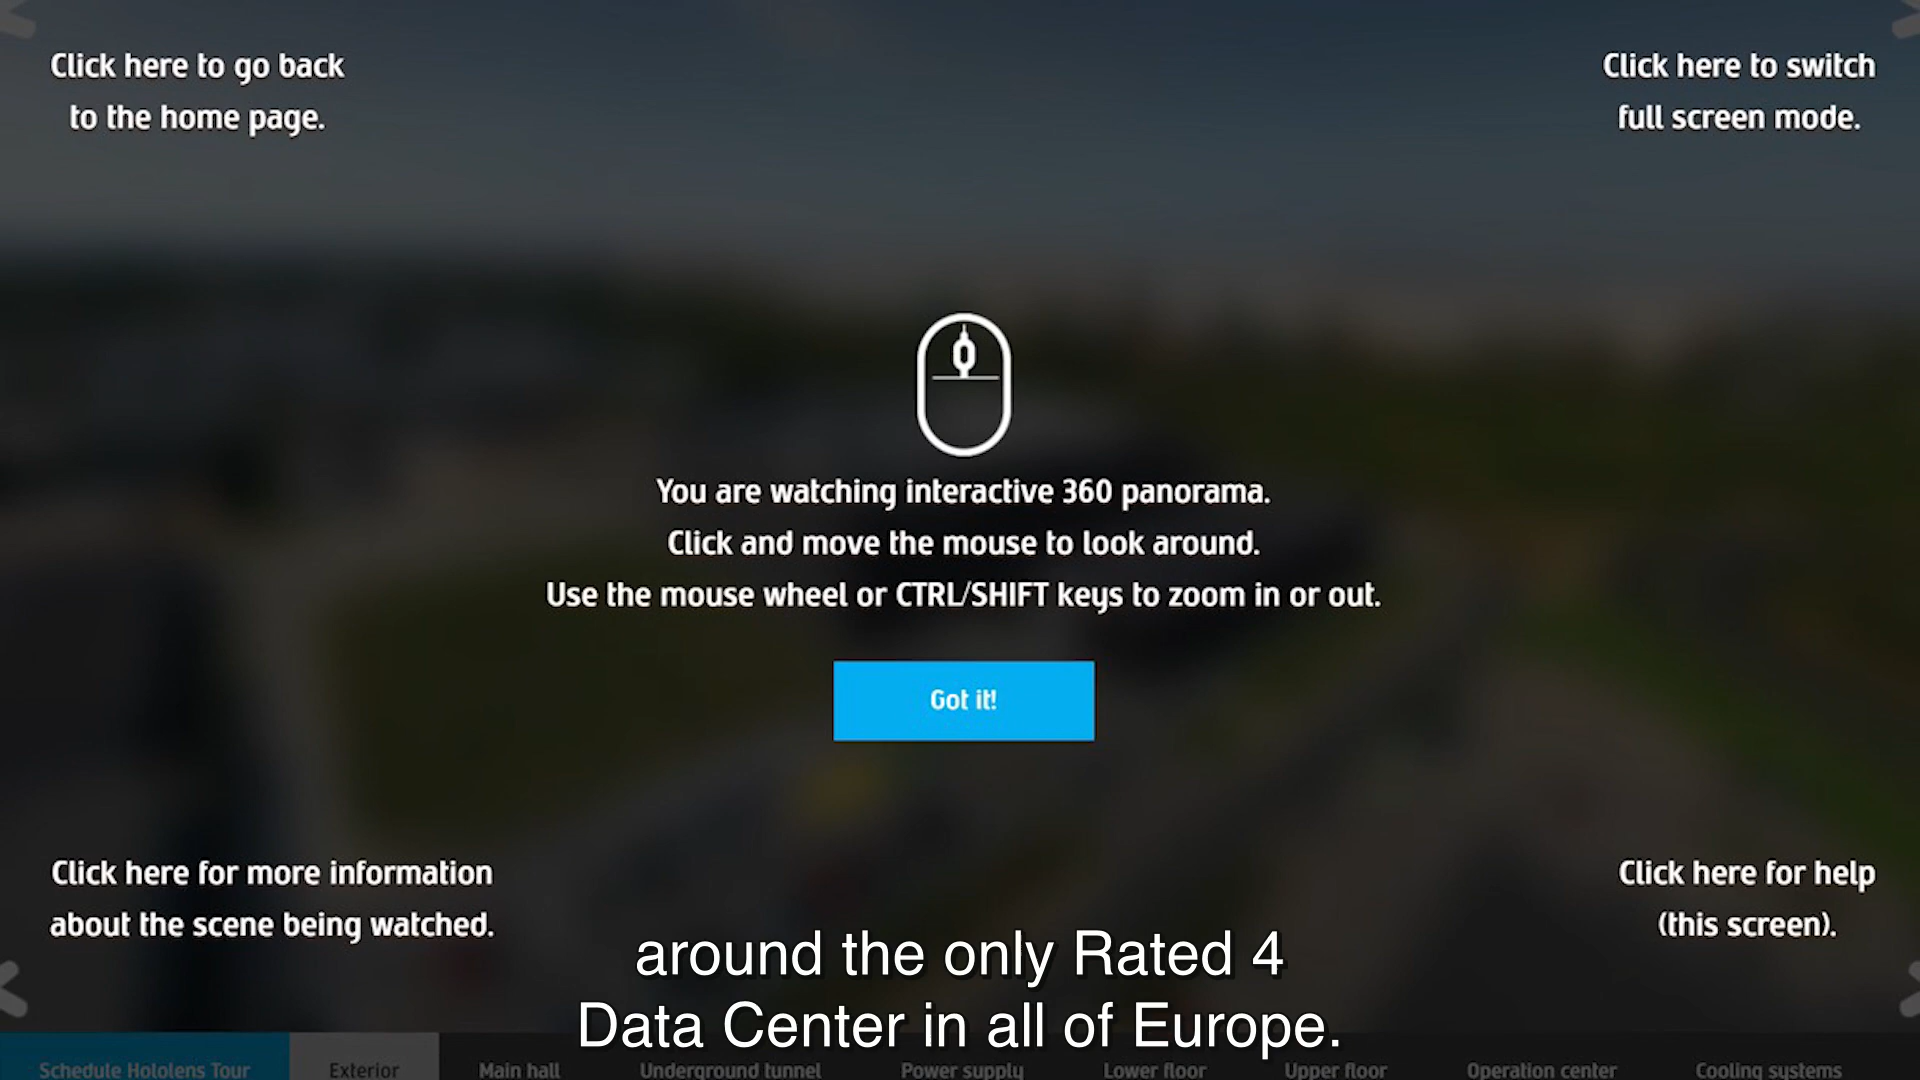 Click here to go back
to the home page.
Click here to switch
full screen mode.
You are watching interactive 360 panorama.
Click and move the mouse to look around.
Use the mouse wheel or CTRL/SHIFT keys to zoom in or out.
Got it!
Click here for more information
about the scene being watched.
Click here for help
(this screen).
around the only Rated 4
Data Center in all of Europe.
Schedule Hololens Tour
Exterior
Main hall
Underground tunnel
Power supply
Lower floor
Upper floor
Operation center
Cooling systems